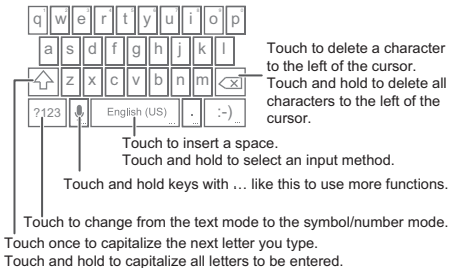 q w e r t y u i o p
a s d f g h j k l
z x c v b n m
?123 English (US) . :-)
Touch to delete a character
to the left of the cursor.
Touch and hold to delete all
characters to the left of the
cursor.
Touch to insert a space.
Touch and hold to select an input method.
Touch and hold keys with … like this to use more functions.
Touch to change from the text mode to the symbol/number mode.
Touch once to capitalize the next letter you type.
Touch and hold to capitalize all letters to be entered.